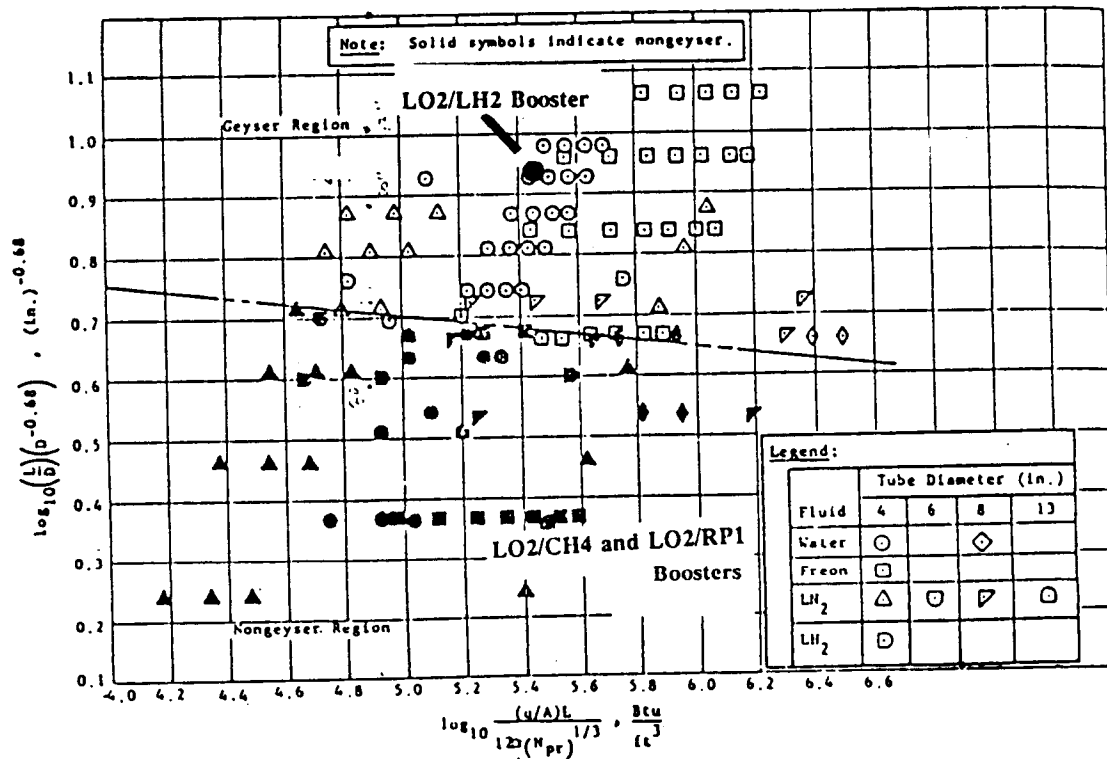 Note: Solid symbols indicate nongeyser.
LO2/LH2 Booster
Geyser Region
1.1
1.0
0.9
0.8
0.7
0.6
0.5
0.4
0.3
0.2
0.1
log10(L/D)(D^-0.68), (in.)^-0.68
LO2/CH4 and LO2/RP1
Boosters
Nongeyser Region
Legend:
Tube Diameter (in.)
Fluid 4 6 8 13
Water
Freon
LN2
LH2
-4.0 4.2 4.4 4.6 4.8 5.0 5.2 5.4 5.6 5.8 6.0 6.2 6.4 6.6
log10 (q/A)L / 12D(Npr)^1/3, Btu/ft^3